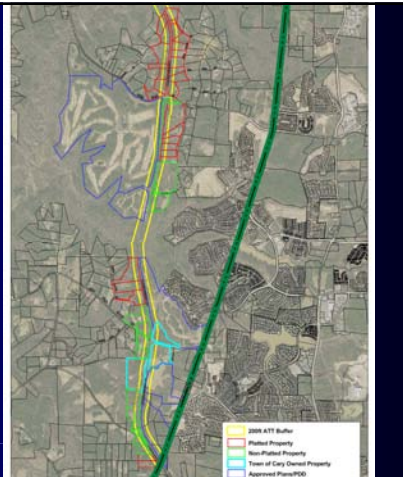 2009 ATT Buffer
Platted Property
Non-Platted Property
Town of Cary Owned Property
Approved Plans/PDD